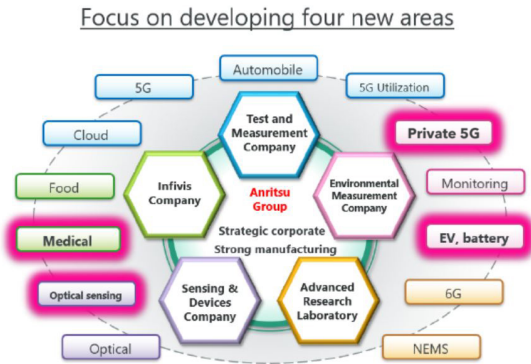 Focus on developing four new areas
Automobile
5G
5G Utilization
Cloud
Test and
Measurement
Company
Private 5G
Food
Infivis
Company
Anritsu
Group
Environmental
Measurement
Company
Monitoring
Medical
Strategic corporate
Strong manufacturing
EV, battery
Optical sensing
Sensing &
Devices
Company
Advanced
Research
Laboratory
6G
Optical
NEMS